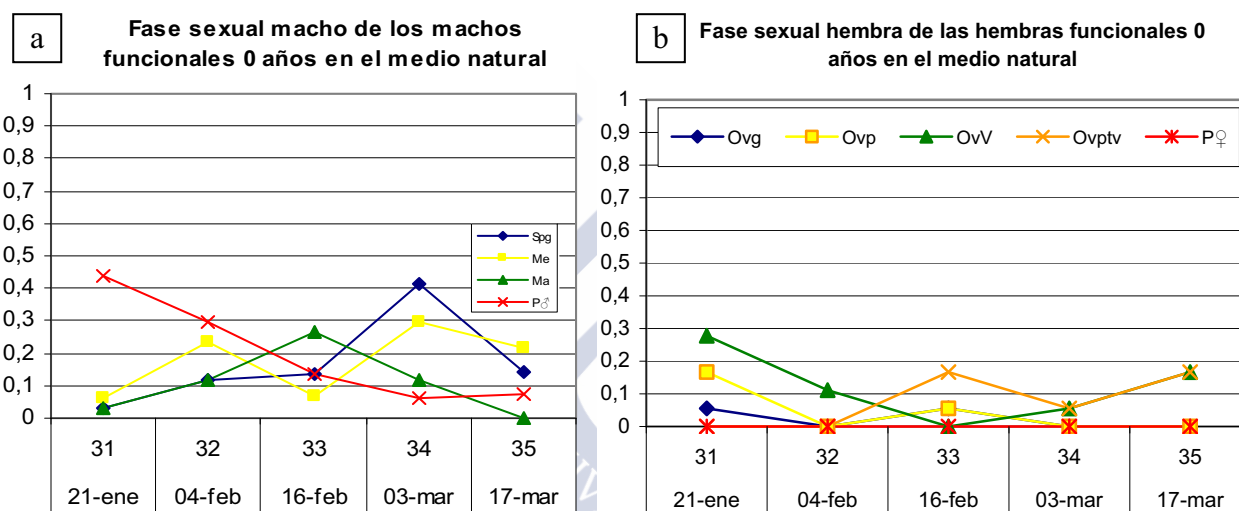 a
Fase sexual macho de los machos
funcionales 0 años en el medio natural
1
0,9
0,8
0,7
0,6
0,5
0,4
0,3
0,2
0,1
0
Spg
Me
Ma
P♂
31 32 33 34 35
21-ene 04-feb 16-feb 03-mar 17-mar
b
Fase sexual hembra de las hembras funcionales 0
años en el medio natural
1
0,9
0,8
0,7
0,6
0,5
0,4
0,3
0,2
0,1
0
Ovg Ovp OvV Ovptv P♀
31 32 33 34 35
21-ene 04-feb 16-feb 03-mar 17-mar